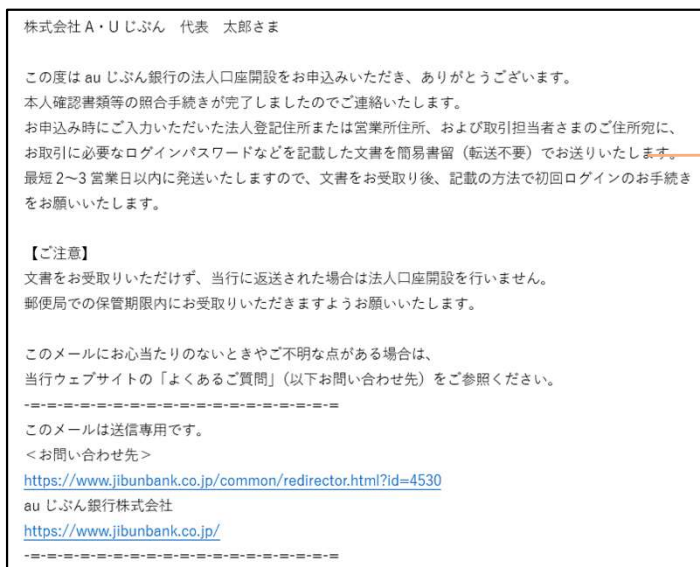 株式会社 A・U じぶん　代表　太郎さま
この度は au じぶん銀行の法人口座開設をお申込みいただき、ありがとうございます。
本人確認書類等の照合手続きが完了しましたのでご連絡いたします。
お申込み時にご入力いただいた法人登記住所または営業所住所、および取引担当者さまのご住所宛に、
お取引に必要なログインパスワードなどを記載した文書を簡易書留（転送不要）でお送りいたします。
最短 2～3 営業日以内に発送いたしますので、文書をお受取り後、記載の方法で初回ログインのお手続き
をお願いいたします。
【ご注意】
文書をお受取りいただけず、当行に返送された場合は法人口座開設を行いません。
郵便局での保管期限内にお受取りいただきますようお願いいたします。
このメールにお心当たりのないときやご不明な点がある場合は、
当行ウェブサイトの「よくあるご質問」（以下お問い合わせ先）をご参照ください。
-=-=-=-=-=-=-=-=-=-=-=-=-=-=-=-=-=-=
このメールは送信専用です。
＜お問い合わせ先＞
https://www.jibunbank.co.jp/common/redirector.html?id=4530
au じぶん銀行株式会社
https://www.jibunbank.co.jp/
-=-=-=-=-=-=-=-=-=-=-=-=-=-=-=-=-=-=